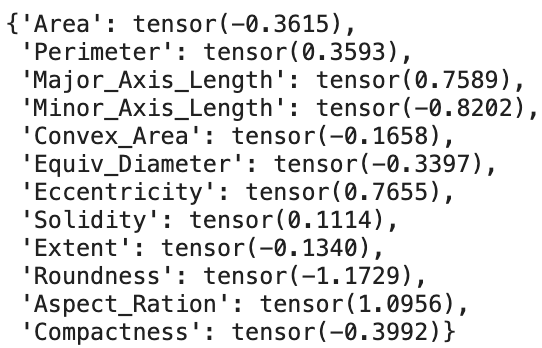 {'Area': tensor(-0.3615),
'Perimeter': tensor(0.3593),
'Major_Axis_Length': tensor(0.7589),
'Minor_Axis_Length': tensor(-0.8202),
'Convex_Area': tensor(-0.1658),
'Equiv_Diameter': tensor(-0.3397),
'Eccentricity': tensor(0.7655),
'Solidity': tensor(0.1114),
'Extent': tensor(-0.1340),
'Roundness': tensor(-1.1729),
'Aspect_Ration': tensor(1.0956),
'Compactness': tensor(-0.3992)}